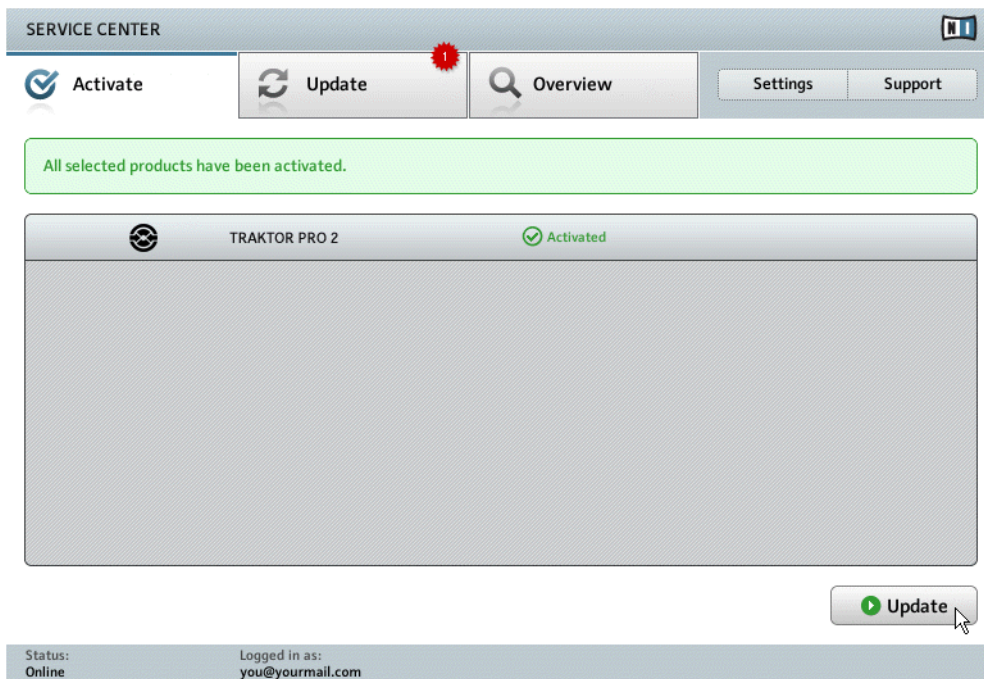 SERVICE CENTER
NI
Activate
Update
1
Overview
Settings
Support
All selected products have been activated.
TRAKTOR PRO 2
Activated
Update
Status:
Online
Logged in as:
you@yourmail.com